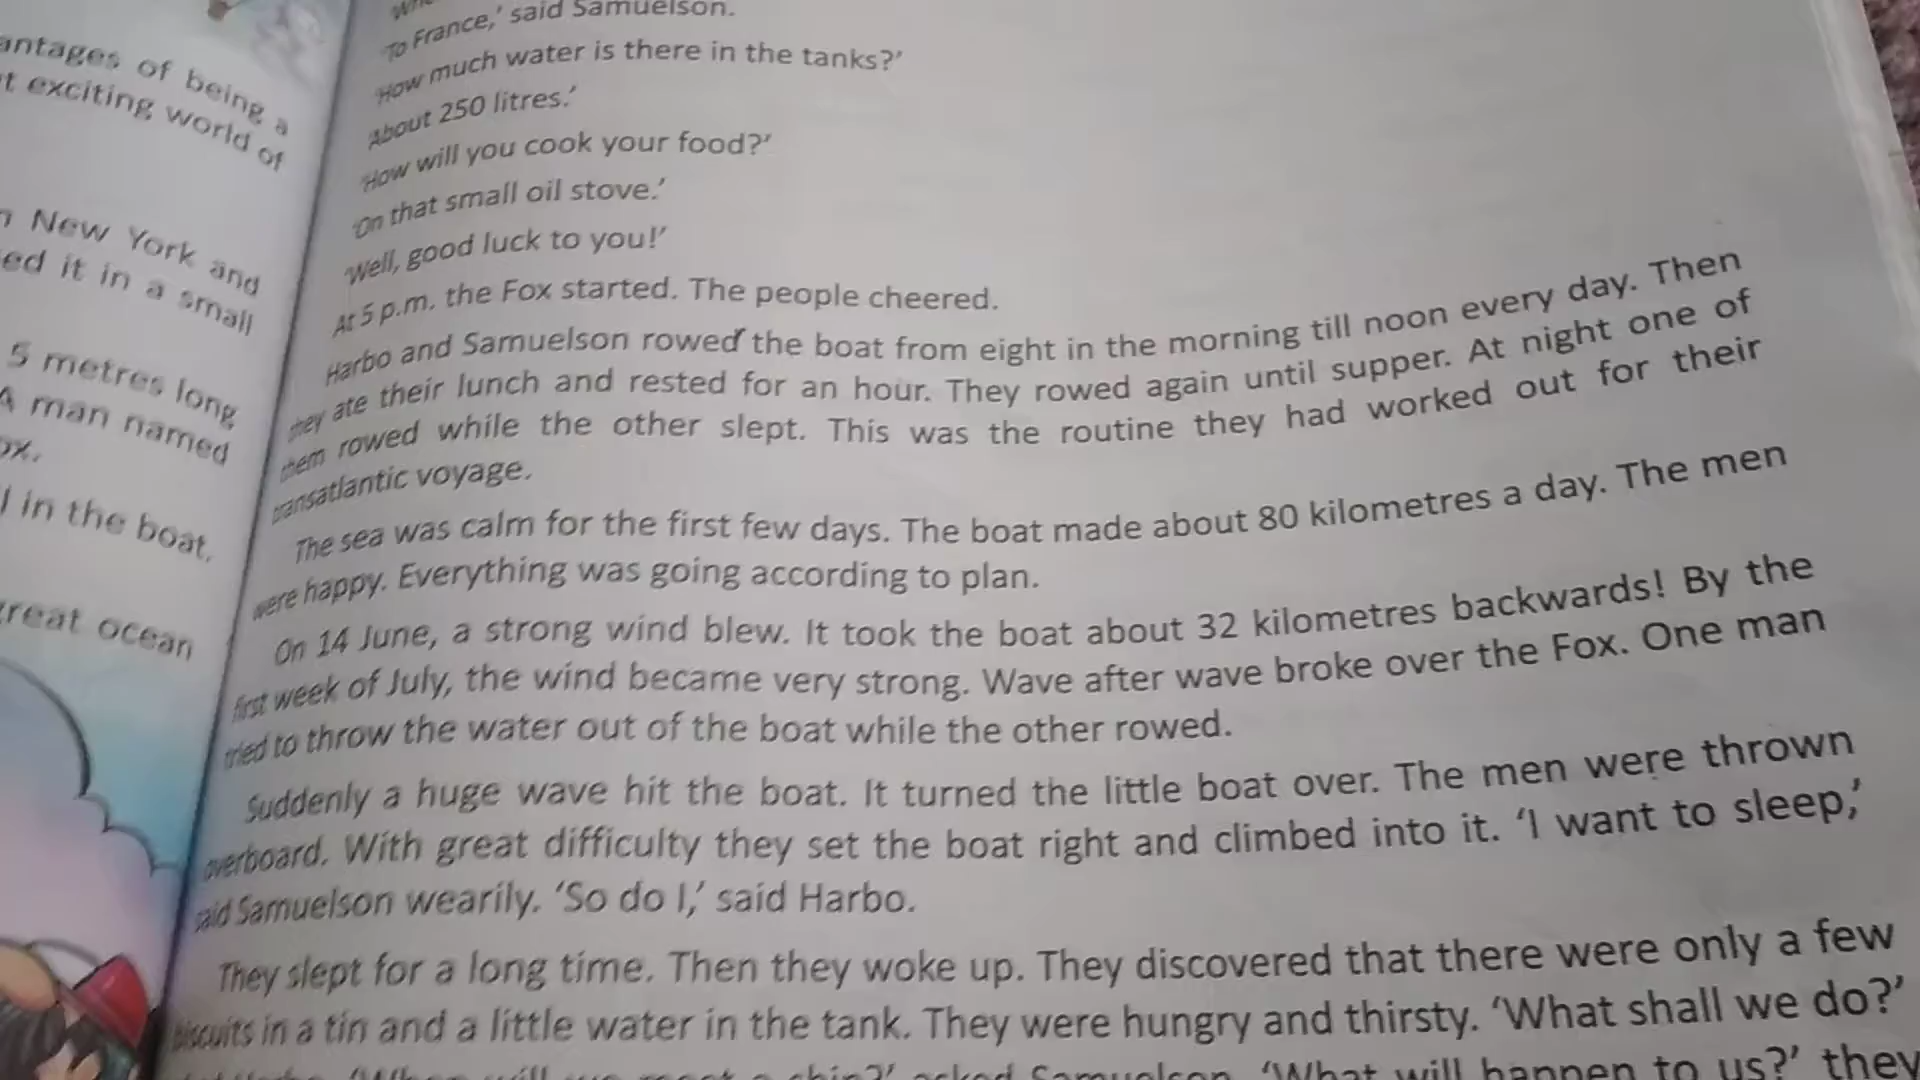 antages of being a
t exciting world of
New York and
ed it in a small
5 metres long
A man named
ox.
in the boat.
reat ocean
'To France,' said Samuelson.
'How much water is there in the tanks?'
'About 250 litres.'
'How will you cook your food?'
'On that small oil stove.'
'Well, good luck to you!'
At 5 p.m. the Fox started. The people cheered.
Harbo and Samuelson rowed the boat from eight in the morning till noon every day. Then
they ate their lunch and rested for an hour. They rowed again until supper. At night one of
them rowed while the other slept. This was the routine they had worked out for their
transatlantic voyage.
The sea was calm for the first few days. The boat made about 80 kilometres a day. The men
were happy. Everything was going according to plan.
On 14 June, a strong wind blew. It took the boat about 32 kilometres backwards! By the
first week of July, the wind became very strong. Wave after wave broke over the Fox. One man
tried to throw the water out of the boat while the other rowed.
Suddenly a huge wave hit the boat. It turned the little boat over. The men were thrown
overboard. With great difficulty they set the boat right and climbed into it. 'I want to sleep,'
said Samuelson wearily. 'So do I,' said Harbo.
They slept for a long time. Then they woke up. They discovered that there were only a few
biscuits in a tin and a little water in the tank. They were hungry and thirsty. 'What shall we do?'
asked Samuelson. 'What will happen to us?' they